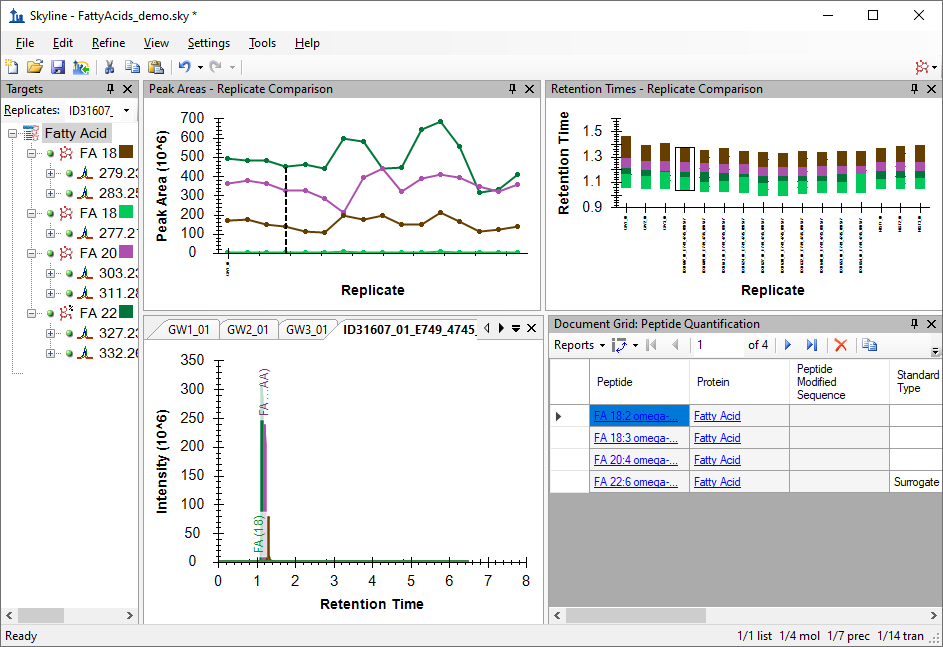 Skyline - FattyAcids_demo.sky *
File Edit Refine View Settings Tools Help
Targets
Replicates: ID31607_
Fatty Acid
FA 18
279.23
283.25
FA 18
277.21
FA 20
303.23
311.28
FA 22
327.23
332.26
Peak Areas - Replicate Comparison
700
600
500
400
300
200
100
0
Peak Area (10^6)
Replicate
Retention Times - Replicate Comparison
1.5
1.3
1.1
0.9
Retention Time
Replicate
GW1_01 GW2_01 GW3_01 ID31607_01_E749_4745_
350
300
250
200
150
100
50
0
Intensity (10^6)
FA ...AA)
FA (18)
0 1 2 3 4 5 6 7 8
Retention Time
Document Grid: Peptide Quantification
Reports 1 of 4
Peptide Protein Peptide Modified Sequence Standard Type
FA 18:2 omega-... Fatty Acid
FA 18:3 omega-... Fatty Acid
FA 20:4 omega-... Fatty Acid
FA 22:6 omega-... Fatty Acid Surrogate
Ready
1/1 list 1/4 mol 1/7 prec 1/14 tran